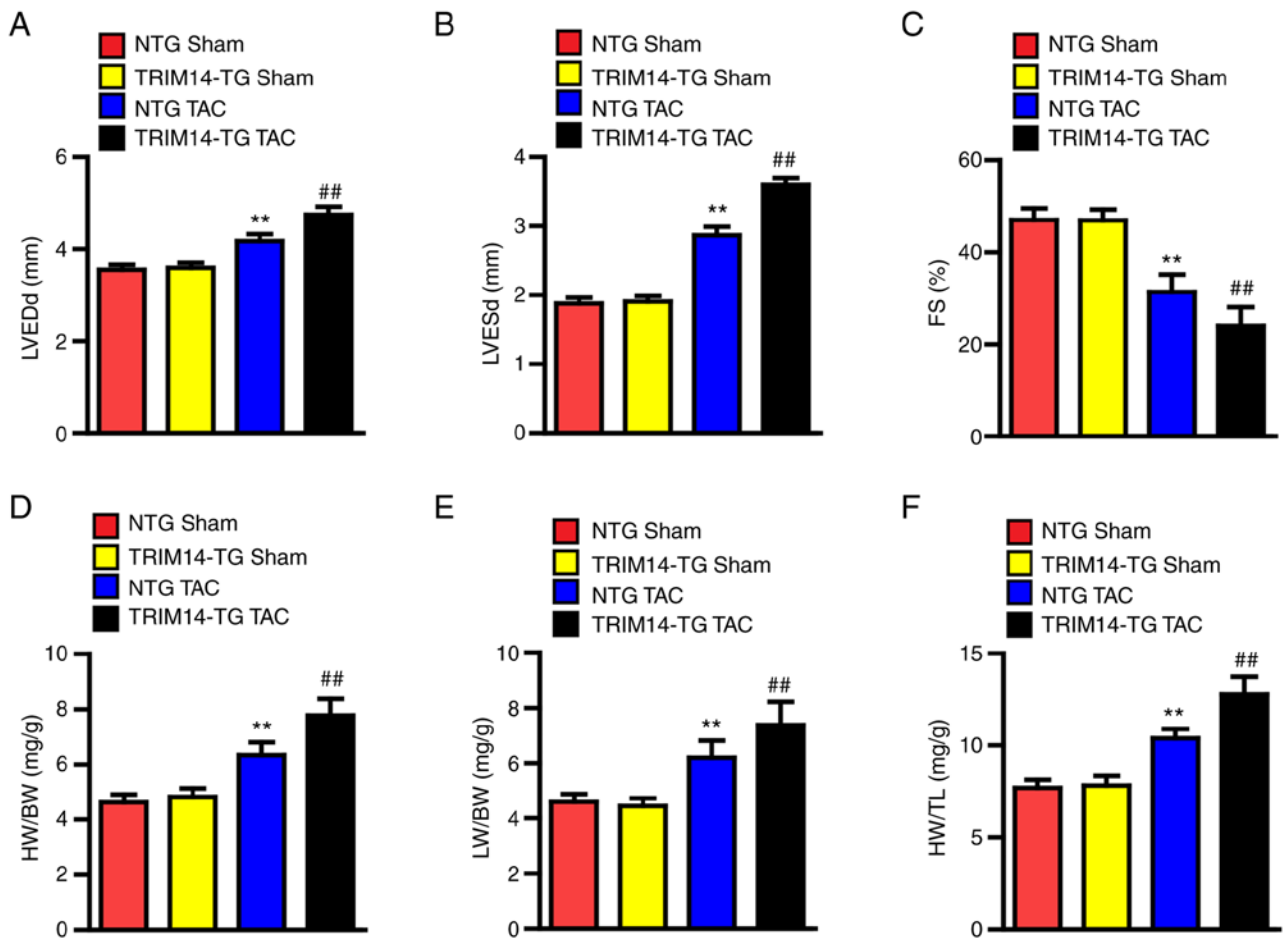 A
NTG Sham
TRIM14-TG Sham
NTG TAC
TRIM14-TG TAC
LVEDd (mm)
6
4
2
0
**
##
B
NTG Sham
TRIM14-TG Sham
NTG TAC
TRIM14-TG TAC
LVESd (mm)
4
3
2
1
0
**
##
C
NTG Sham
TRIM14-TG Sham
NTG TAC
TRIM14-TG TAC
FS (%)
60
40
20
0
**
##
D
NTG Sham
TRIM14-TG Sham
NTG TAC
TRIM14-TG TAC
HW/BW (mg/g)
10
8
6
4
2
0
**
##
E
NTG Sham
TRIM14-TG Sham
NTG TAC
TRIM14-TG TAC
LW/BW (mg/g)
10
8
6
4
2
0
**
##
F
NTG Sham
TRIM14-TG Sham
NTG TAC
TRIM14-TG TAC
HW/TL (mg/g)
15
10
5
0
**
##